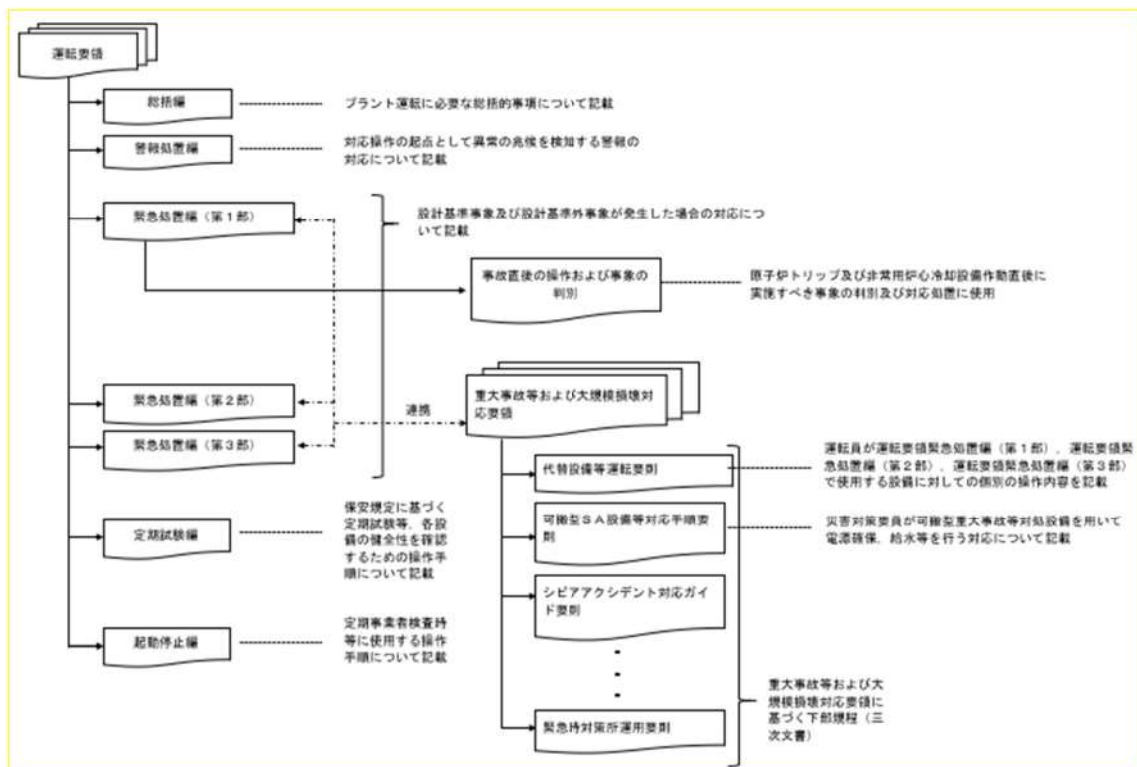 運転要領
総括編
プラント運転に必要な総括的事項について記載
警報処置編
対応操作の起点として異常の兆候を検知する警報の
対応について記載
緊急処置編（第１部）
設計基準事象及び設計基準外事象が発生した場合の対応につ
いて記載
事故直後の操作および事象の
判別
原子炉トリップ及び非常用炉心冷却設備作動直後に
実施すべき事象の判別及び対応処置に使用
緊急処置編（第２部）
緊急処置編（第３部）
連携
重大事故等および大規模損壊対
応要領
代替設備等運転要則
運転員が運転要領緊急処置編（第１部），運転要領緊
急処置編（第２部），運転要領緊急処置編（第３部）
で使用する設備に対しての個別の操作内容を記載
可搬型ＳＡ設備等対応手順要
則
災害対策要員が可搬型重大事故等対処設備を用いて
電源確保，給水等を行う対応について記載
シビアアクシデント対応ガイ
ド要則
緊急時対策所運用要則
重大事故等および大
規模損壊対応要領に
基づく下部規程（三
次文書）
定期試験編
保安規定に基づく
定期試験等，各設
備の健全性を確認
するための操作手
順について記載
起動停止編
定期事業者検査時
等に使用する操作
手順について記載